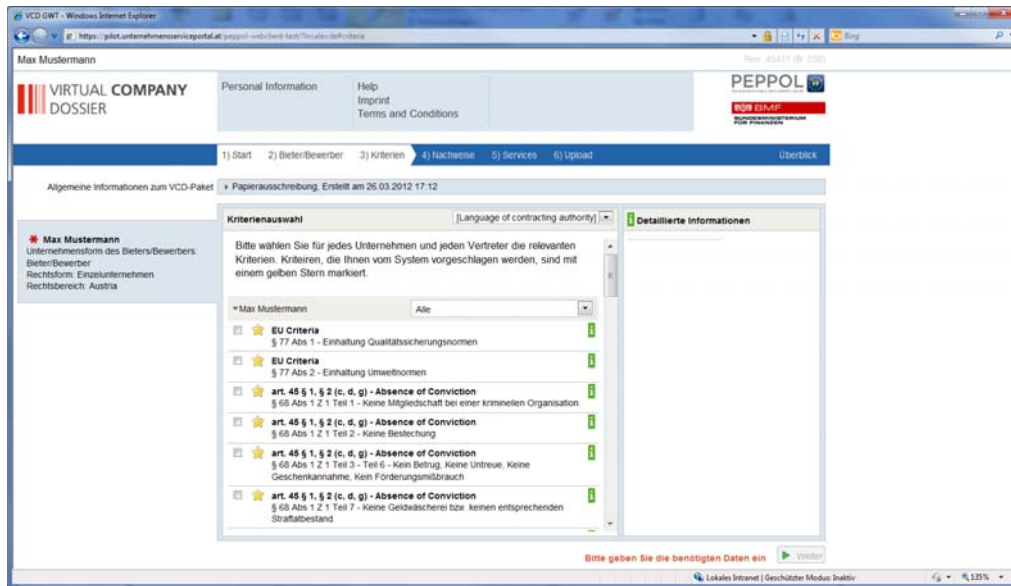 VCD GWT - Windows Internet Explorer
https://pilot.unternehmensserviceportal.at/peppol-webclient-test/?locale=de#criteria
Bing
Max Mustermann
VIRTUAL COMPANY
DOSSIER
Personal Information
Help
Imprint
Terms and Conditions
PEPPOL
BMF
BUNDESMINISTERIUM
FÜR FINANZEN
1) Start 2) Bieter/Bewerber 3) Kriterien 4) Nachweise 5) Services 6) Upload Überblick
Allgemeine Informationen zum VCD-Paket
Papierausschreibung, Erstellt am 26.03.2012 17:12
Max Mustermann
Unternehmensform des Bieters/Bewerbers:
Bieter/Bewerber
Rechtsform: Einzelunternehmen
Rechtsbereich: Austria
Kriterienauswahl [Language of contracting authority]
Bitte wählen Sie für jedes Unternehmen und jeden Vertreter die relevanten
Kriterien. Kriteiren, die Ihnen vom System vorgeschlagen werden, sind mit
einem gelben Stern markiert.
Max Mustermann Alle
EU Criteria
§ 77 Abs 1 - Einhaltung Qualitätssicherungsnormen
EU Criteria
§ 77 Abs 2 - Einhaltung Umweltnormen
art. 45 § 1, § 2 (c, d, g) - Absence of Conviction
§ 68 Abs 1 Z 1 Teil 1 - Keine Mitgliedschaft bei einer kriminellen Organisation
art. 45 § 1, § 2 (c, d, g) - Absence of Conviction
§ 68 Abs 1 Z 1 Teil 2 - Keine Bestechung
art. 45 § 1, § 2 (c, d, g) - Absence of Conviction
§ 68 Abs 1 Z 1 Teil 3 - Teil 6 - Kein Betrug, Keine Untreue, Keine
Geschenkannahme, Kein Förderungsmißbrauch
art. 45 § 1, § 2 (c, d, g) - Absence of Conviction
§ 68 Abs 1 Z 1 Teil 7 - Keine Geldwäscherei bzw. keinen entsprechenden
Straftatbestand
Detaillierte Informationen
Bitte geben Sie die benötigten Daten ein Weiter
Lokales Intranet | Geschützter Modus: Inaktiv 135%